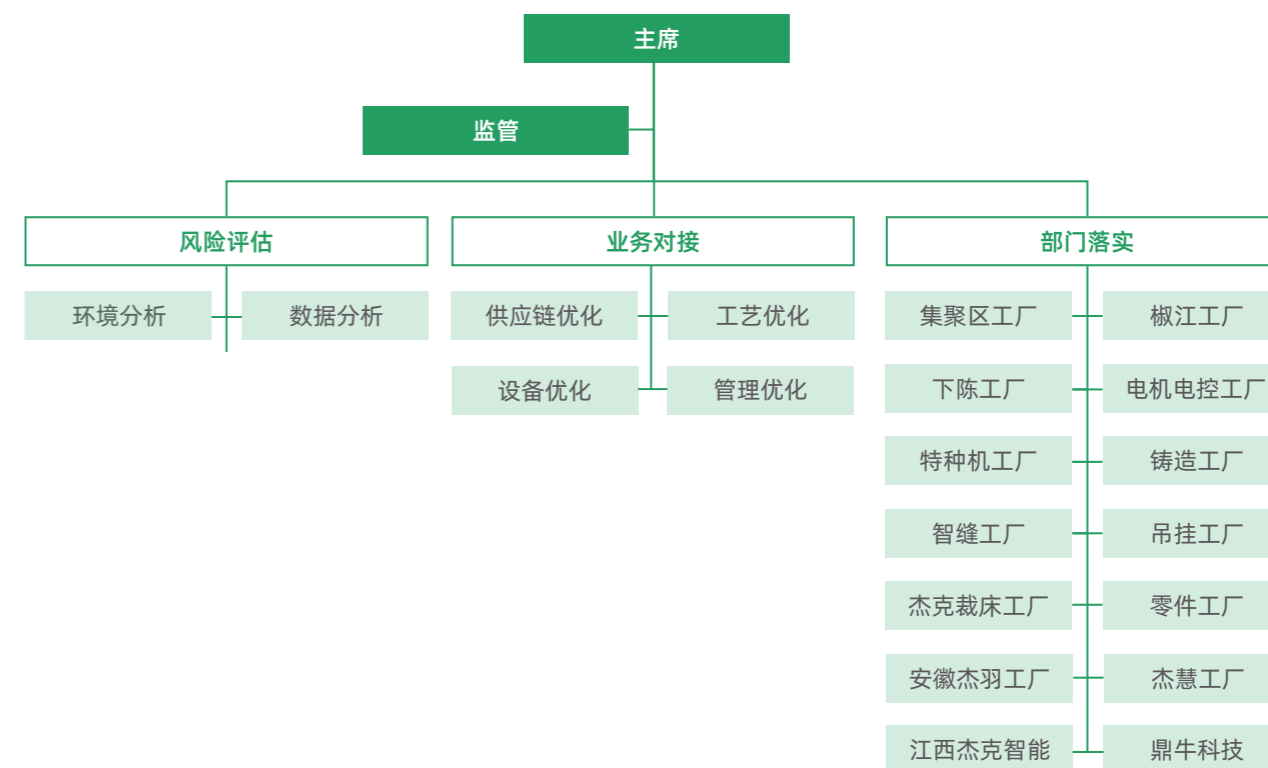 主席
监管
风险评估
业务对接
部门落实
环境分析
数据分析
供应链优化
工艺优化
设备优化
管理优化
集聚区工厂
椒江工厂
下陈工厂
电机电控工厂
特种机工厂
铸造工厂
智缝工厂
吊挂工厂
杰克裁床工厂
零件工厂
安徽杰羽工厂
杰慧工厂
江西杰克智能
鼎牛科技